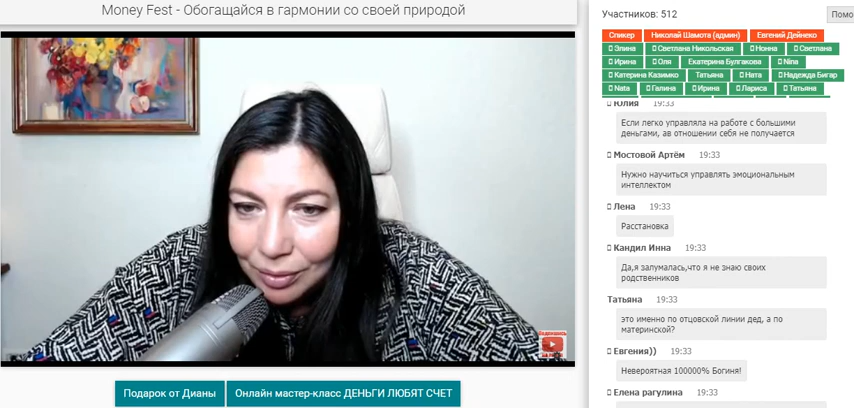 Money Fest - Обогащайся в гармонии со своей природой
Подарок от Дианы
Онлайн мастер-класс ДЕНЬГИ ЛЮБЯТ СЧЕТ
Участников: 512
Помо
Спикер Николай Шамота (админ) Евгений Дейнеко
Элина Светлана Никольская Нонна Светлана
Ирина Оля Екатерина Булгакова Nina
Катерина Казимко Татьяна Ната Надежда Бигар
Nata Галина Ирина Лариса Татьяна
Юлия 19:33
Если легко управляла на работе с большими
деньгами, ав отношении себя не получается
Мостовой Артём 19:33
Нужно научиться управлять эмоциональным
интеллектом
Лена 19:33
Расстановка
Кандил Инна 19:33
Да,я залумалась,что я не знаю своих
родственников
Татьяна 19:33
это именно по отцовской линии дед, а по
материнской?
Евгения)) 19:33
Невероятная 100000% Богиня!
Елена рагулина 19:33